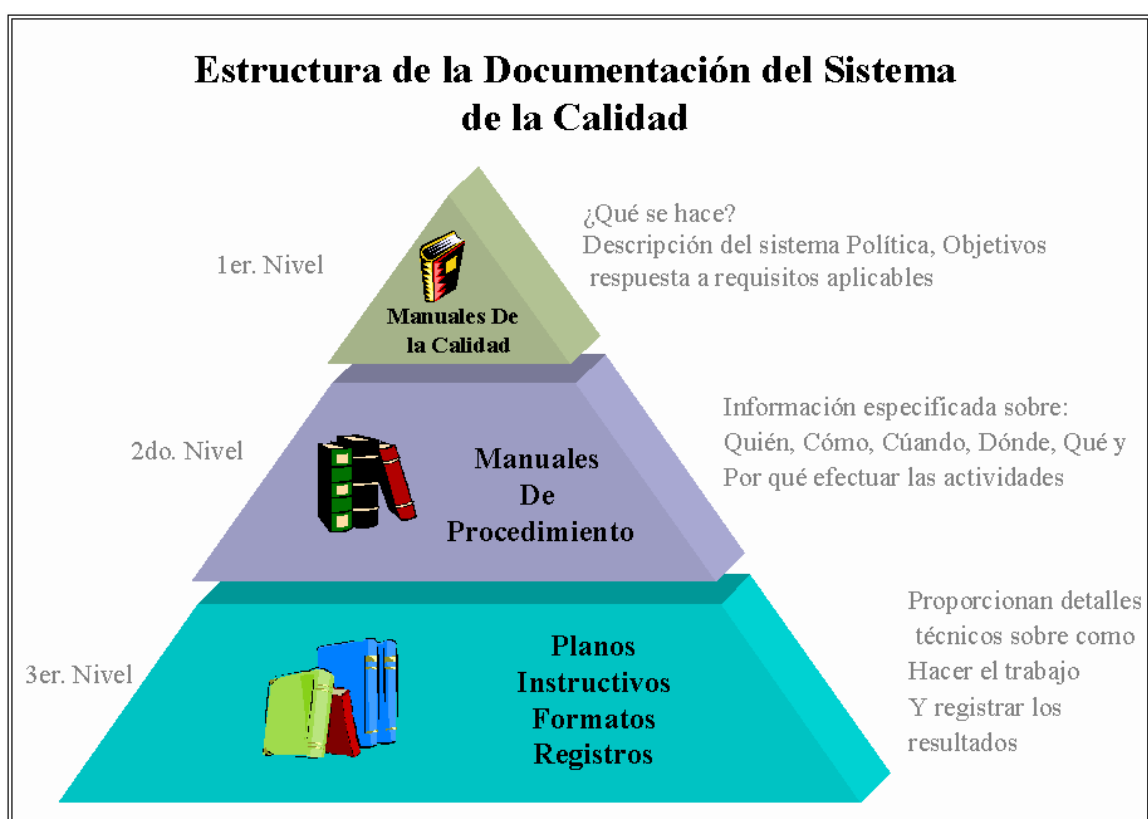 Estructura de la Documentación del Sistema
de la Calidad
1er. Nivel
Manuales De
la Calidad
¿Qué se hace?
Descripción del sistema Política, Objetivos
respuesta a requisitos aplicables
2do. Nivel
Manuales
De
Procedimiento
Información especificada sobre:
Quién, Cómo, Cúando, Dónde, Qué y
Por qué efectuar las actividades
3er. Nivel
Planos
Instructivos
Formatos
Registros
Proporcionan detalles
técnicos sobre como
Hacer el trabajo
Y registrar los
resultados